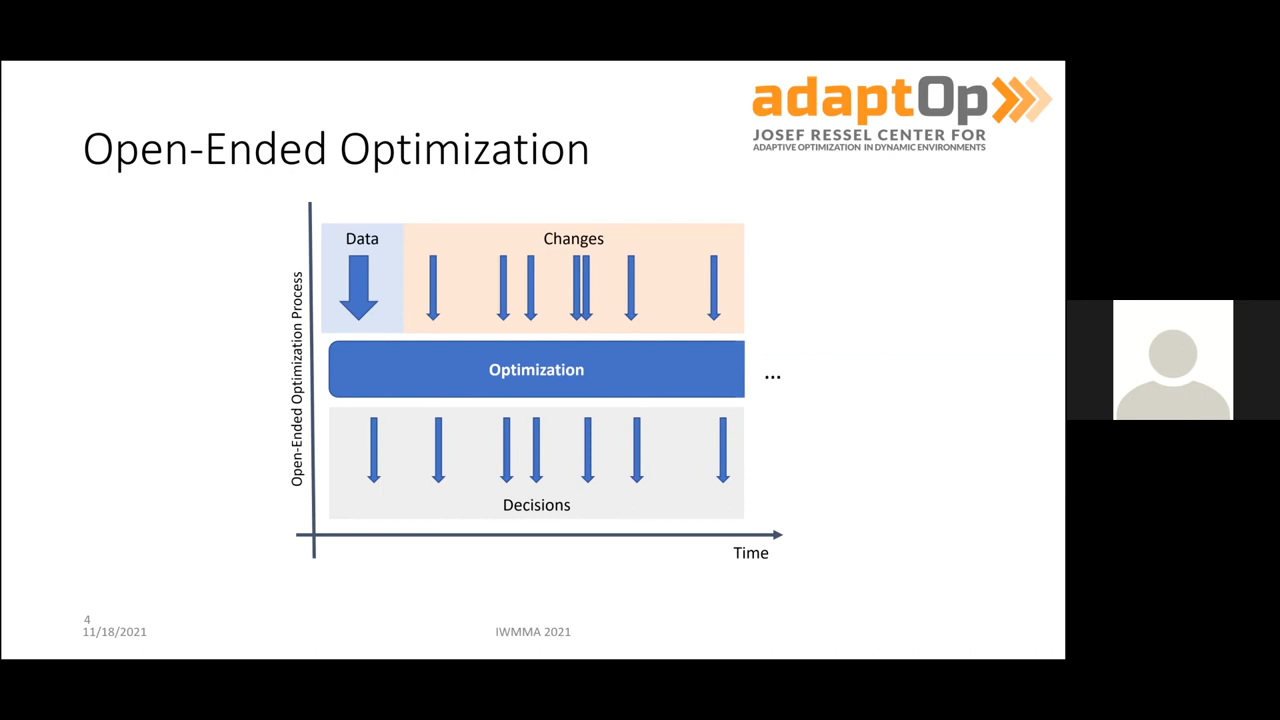 adaptOp
JOSEF RESSEL CENTER FOR
ADAPTIVE OPTIMIZATION IN DYNAMIC ENVIRONMENTS
Open-Ended Optimization
Open-Ended Optimization Process
Data
Changes
Optimization
...
Decisions
Time
4
11/18/2021
IWMMA 2021